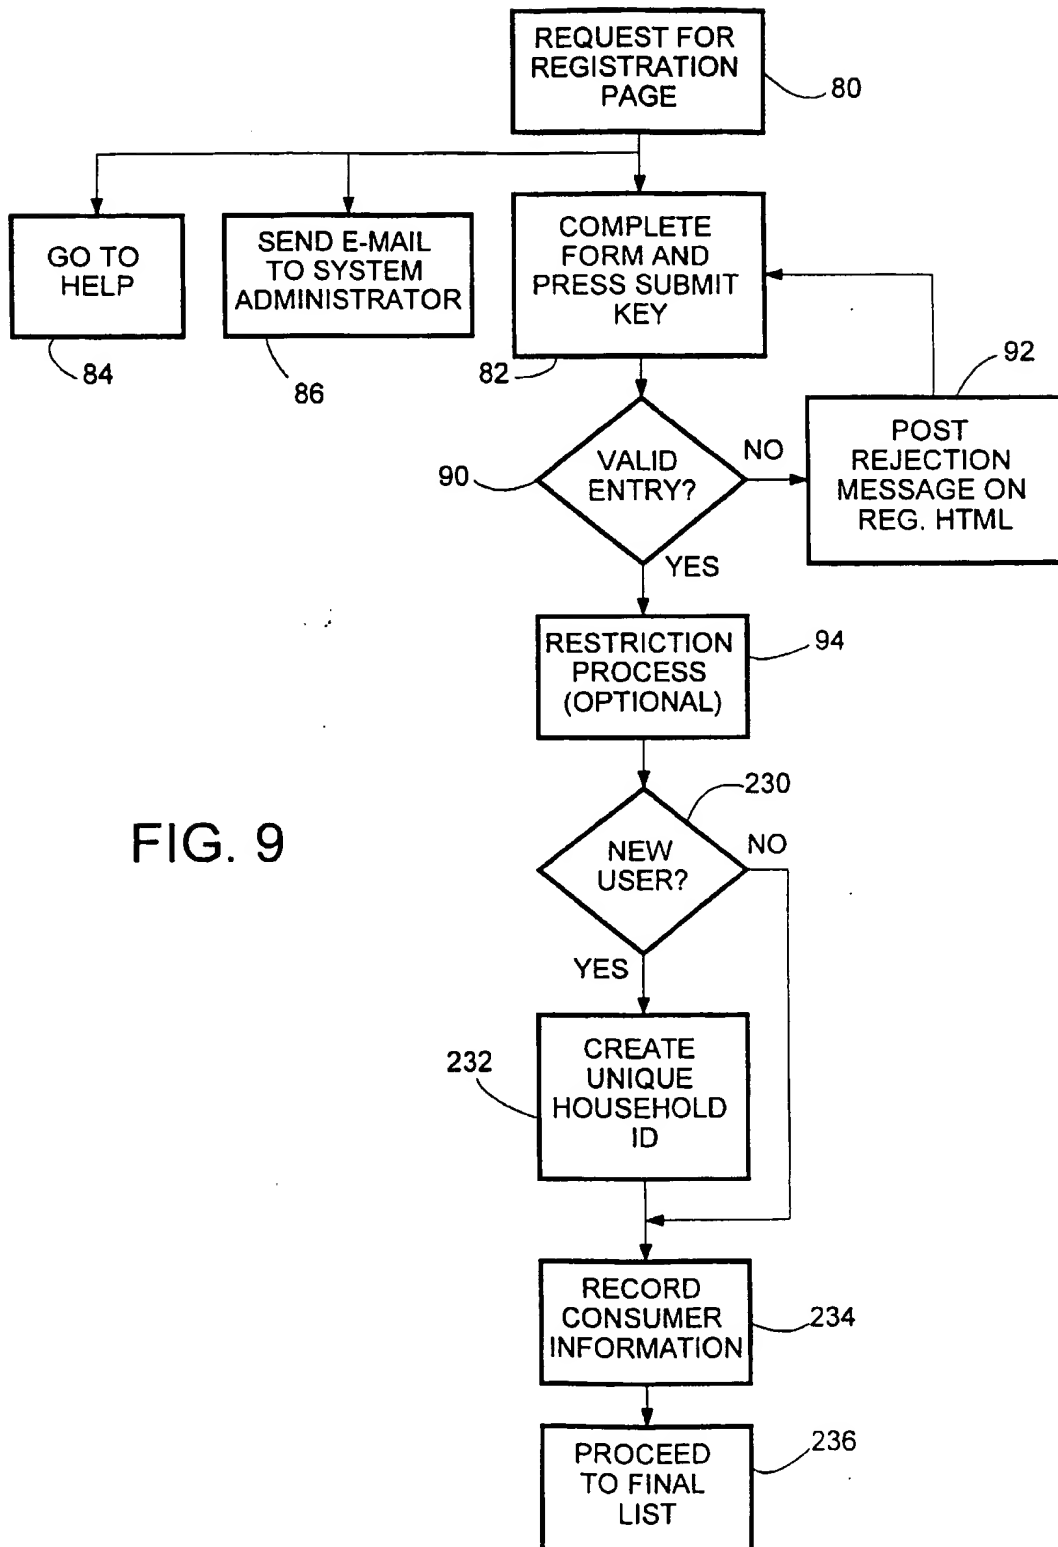 REQUEST FOR
REGISTRATION
PAGE
80
GO TO
HELP
84
SEND E-MAIL
TO SYSTEM
ADMINISTRATOR
86
COMPLETE
FORM AND
PRESS SUBMIT
KEY
82
92
POST
REJECTION
MESSAGE ON
REG. HTML
90
VALID
ENTRY?
NO
YES
RESTRICTION
PROCESS
(OPTIONAL)
94
230
NEW
USER?
NO
YES
FIG. 9
232
CREATE
UNIQUE
HOUSEHOLD
ID
RECORD
CONSUMER
INFORMATION
234
PROCEED
TO FINAL
LIST
236